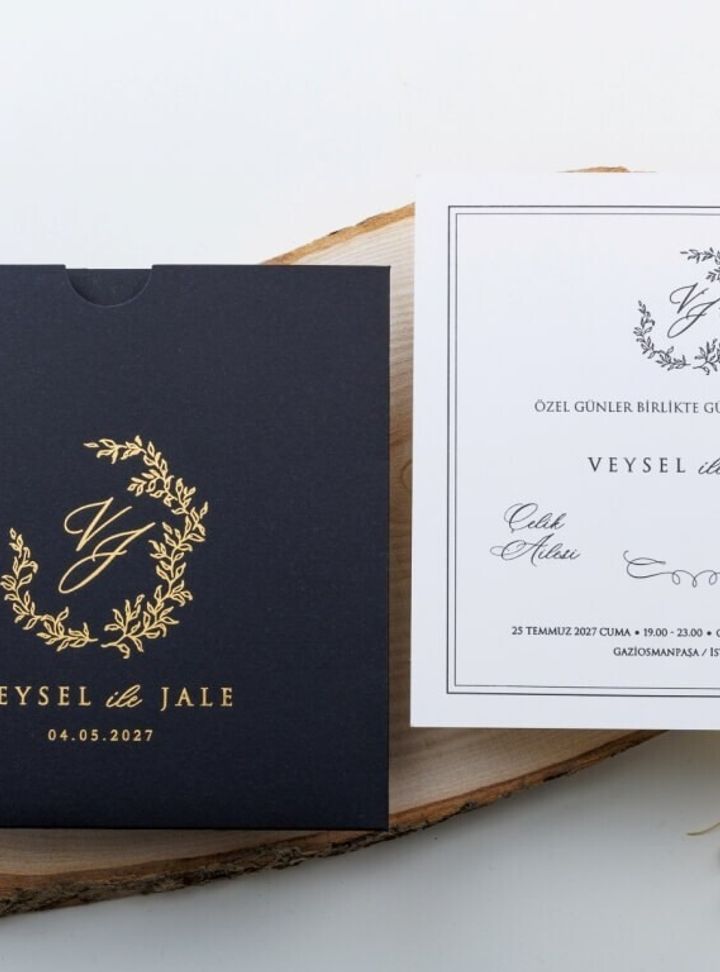 VJ
EYSEL ile JALE
04.05.2027
VJ
ÖZEL GÜNLER BİRLİKTE GÜ
VEYSEL ile
Çelik
Ailesi
25 TEMMUZ 2027 CUMA • 19.00 - 23.00 •
GAZİOSMANPAŞA / İST